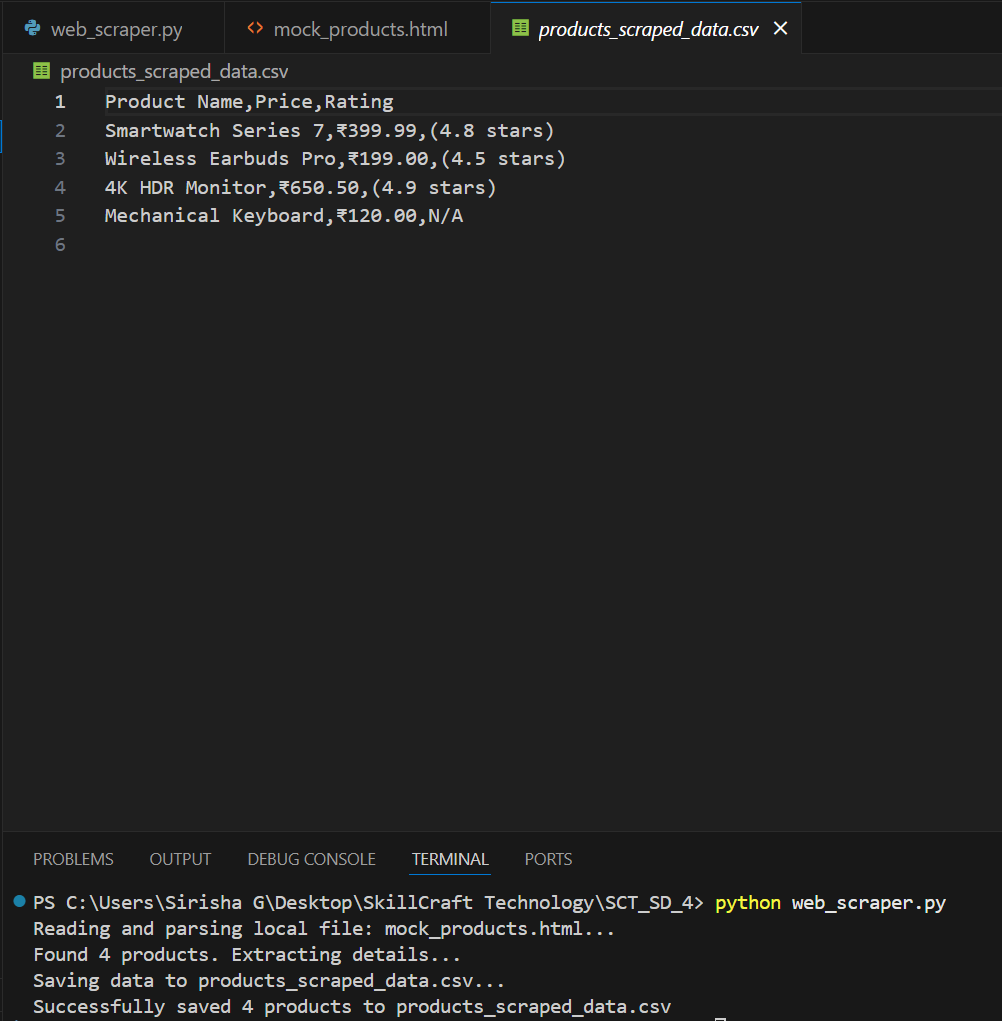 web_scraper.py mock_products.html products_scraped_data.csv
products_scraped_data.csv
1 Product Name,Price,Rating
2 Smartwatch Series 7,₹399.99,(4.8 stars)
3 Wireless Earbuds Pro,₹199.00,(4.5 stars)
4 4K HDR Monitor,₹650.50,(4.9 stars)
5 Mechanical Keyboard,₹120.00,N/A
6
PROBLEMS OUTPUT DEBUG CONSOLE TERMINAL PORTS
PS C:\Users\Sirisha G\Desktop\SkillCraft Technology\SCT_SD_4> python web_scraper.py
Reading and parsing local file: mock_products.html...
Found 4 products. Extracting details...
Saving data to products_scraped_data.csv...
Successfully saved 4 products to products_scraped_data.csv